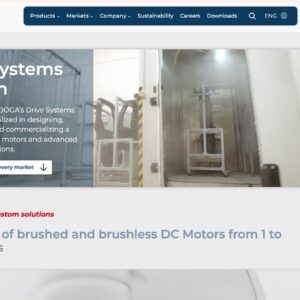 Products Markets Company Sustainability Careers Downloads ENG
ystems
n
DOGA's Drive Systems
alized in designing,
d commercializing a
motors and advanced
ions.
very market
stom solutions
of brushed and brushless DC Motors from 1 to
s